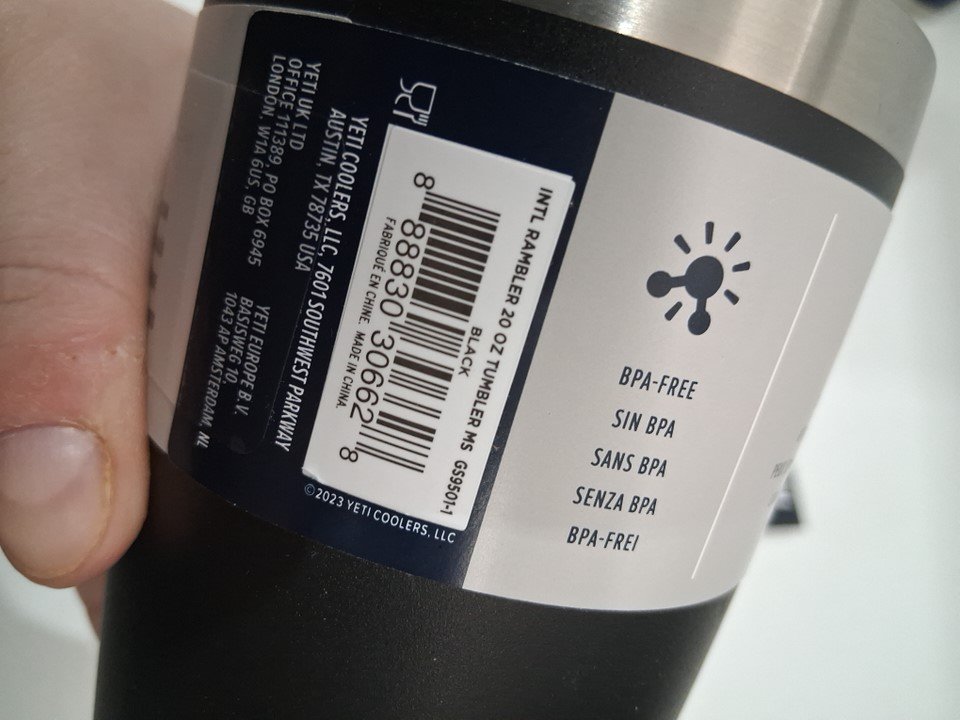 INTL RAMBLER 20 OZ TUMBLER MS GS9501-1
BLACK
8 88830 30662 8
FABRIQUÉ EN CHINE. MADE IN CHINA.
YETI COOLERS, LLC, 7601 SOUTHWEST PARKWAY
AUSTIN, TX 78735 USA
YETI UK LTD
OFFICE 111389, PO BOX 6945
LONDON, W1A 6US, GB
YETI EUROPE B.V.
BASISWEG 10,
1043 AP AMSTERDAM, NL
©2023 YETI COOLERS, LLC
BPA-FREE
SIN BPA
SANS BPA
SENZA BPA
BPA-FREI